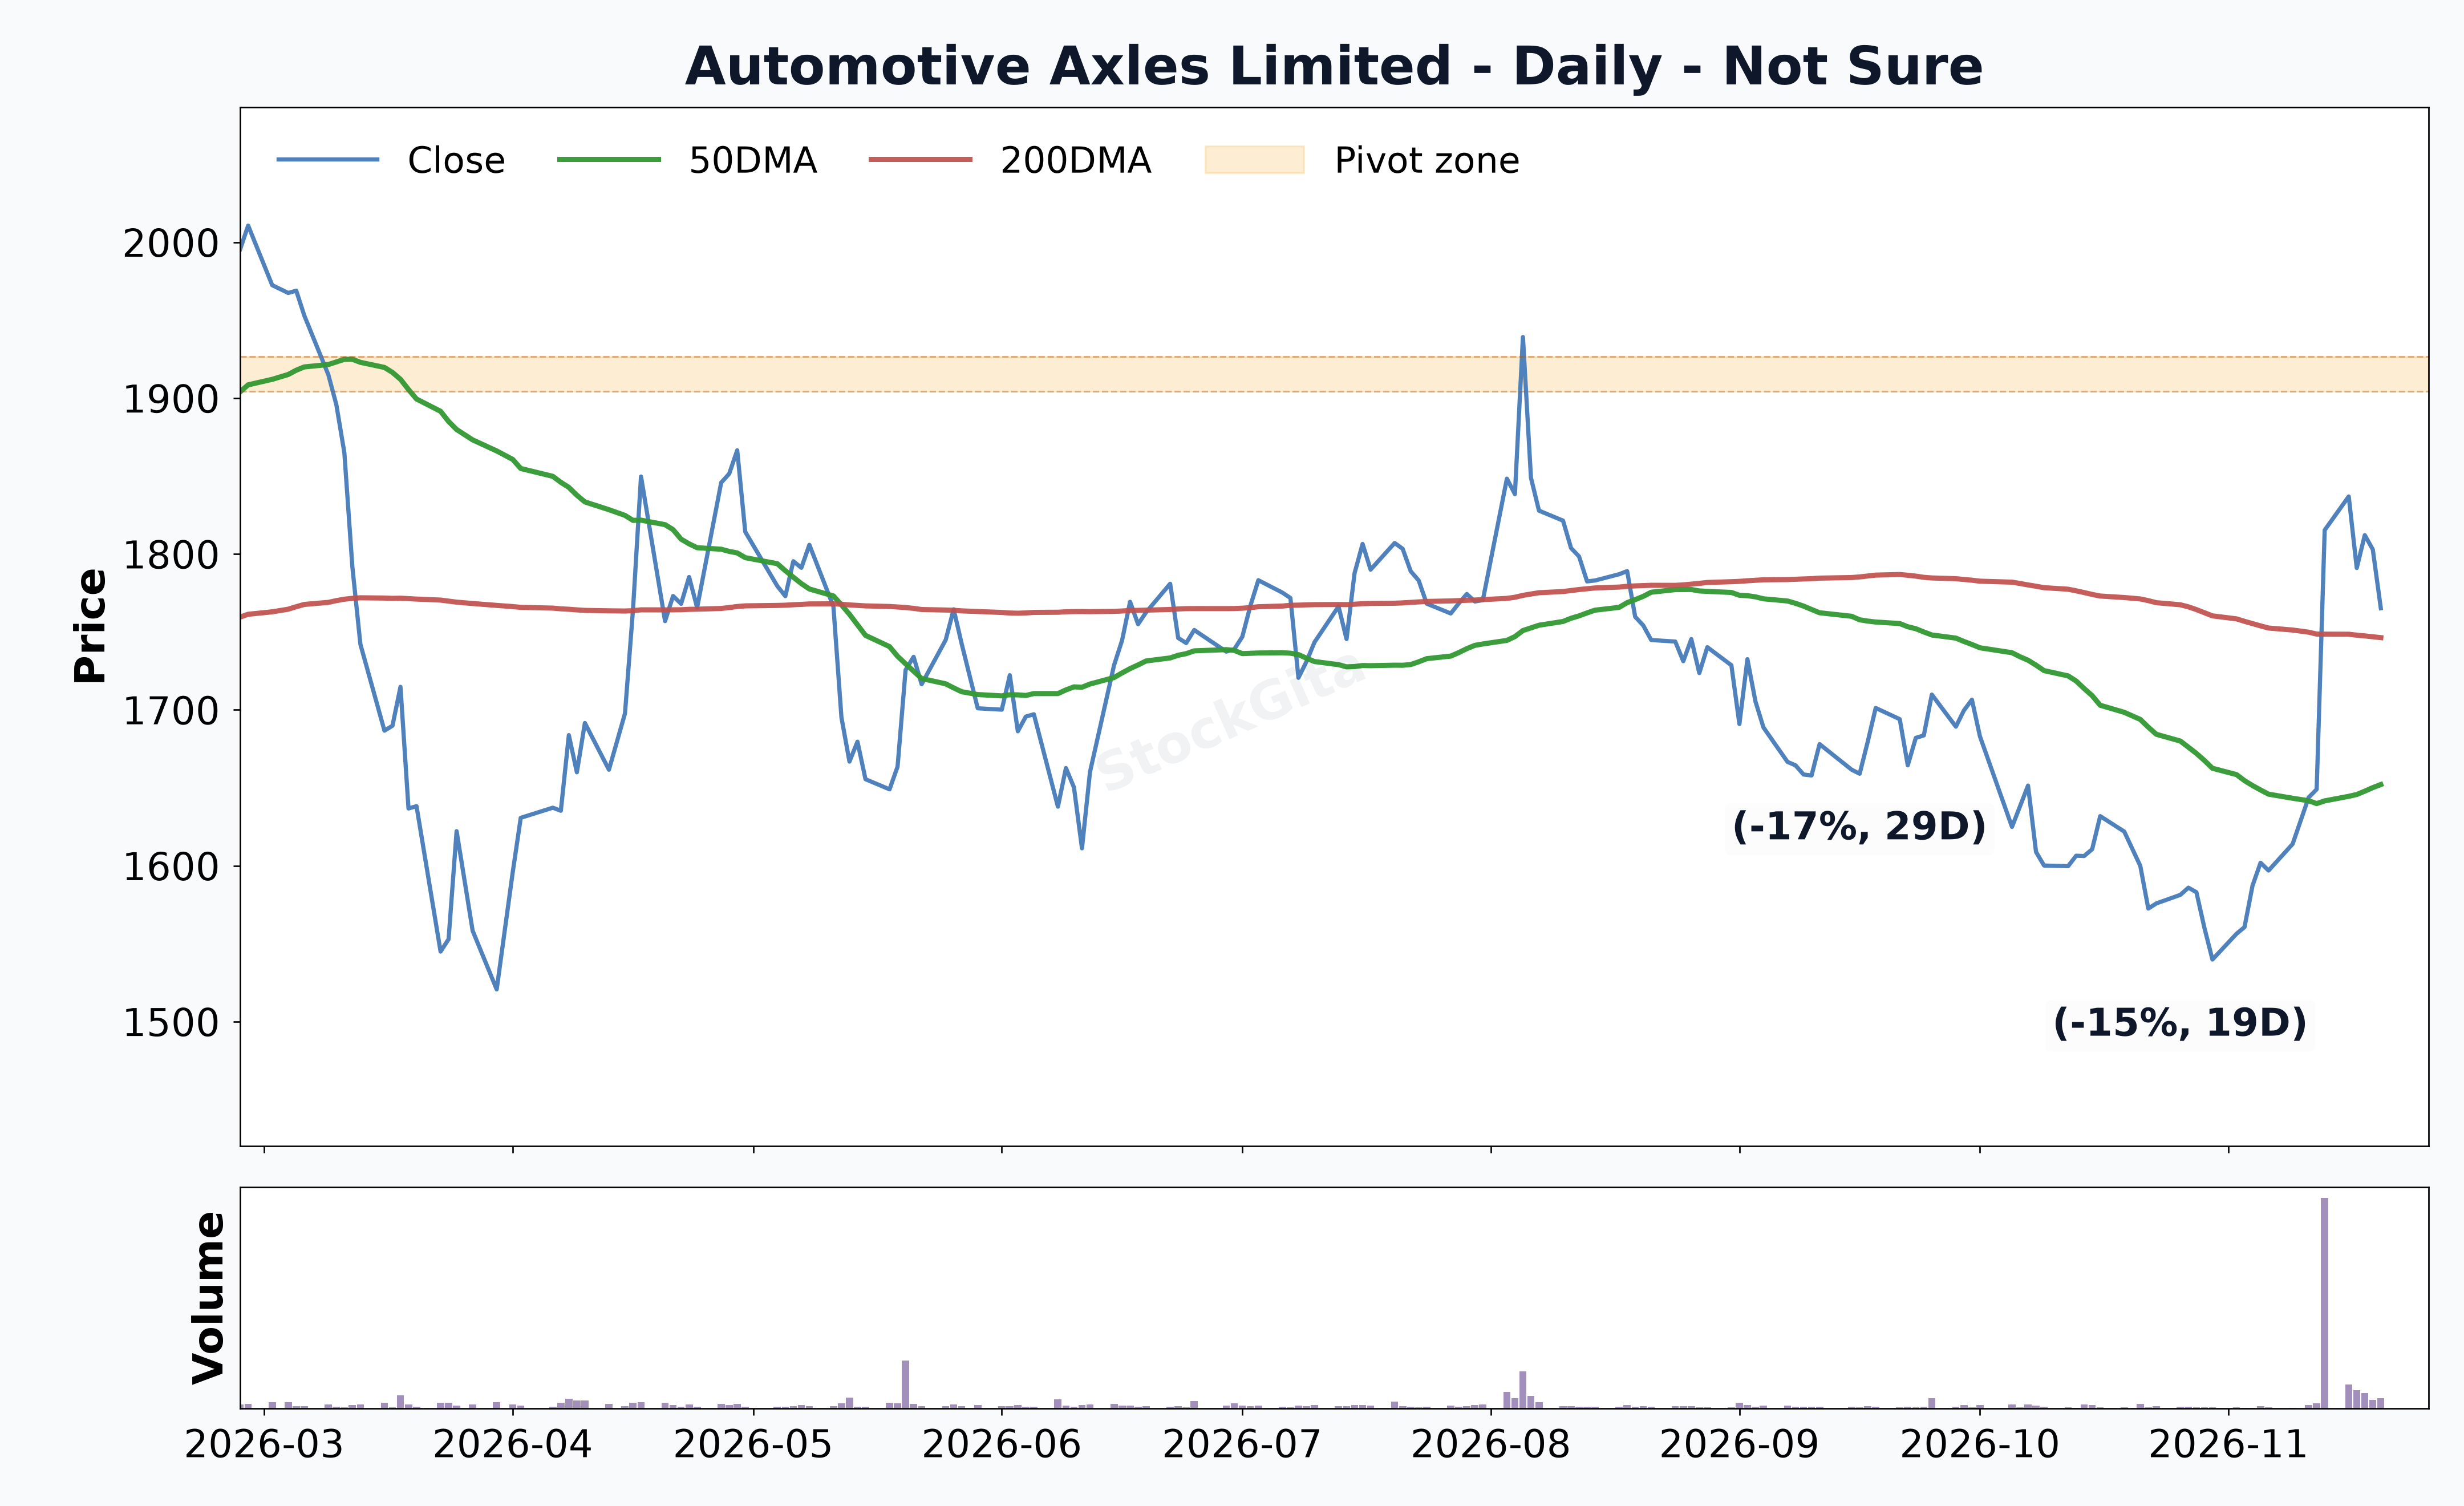 Automotive Axles Limited - Daily - Not Sure
Close 50DMA 200DMA Pivot zone
2000
1900
1800
1700
1600
1500
Price
StockGita
(-17%, 29D)
(-15%, 19D)
Volume
2026-03 2026-04 2026-05 2026-06 2026-07 2026-08 2026-09 2026-10 2026-11